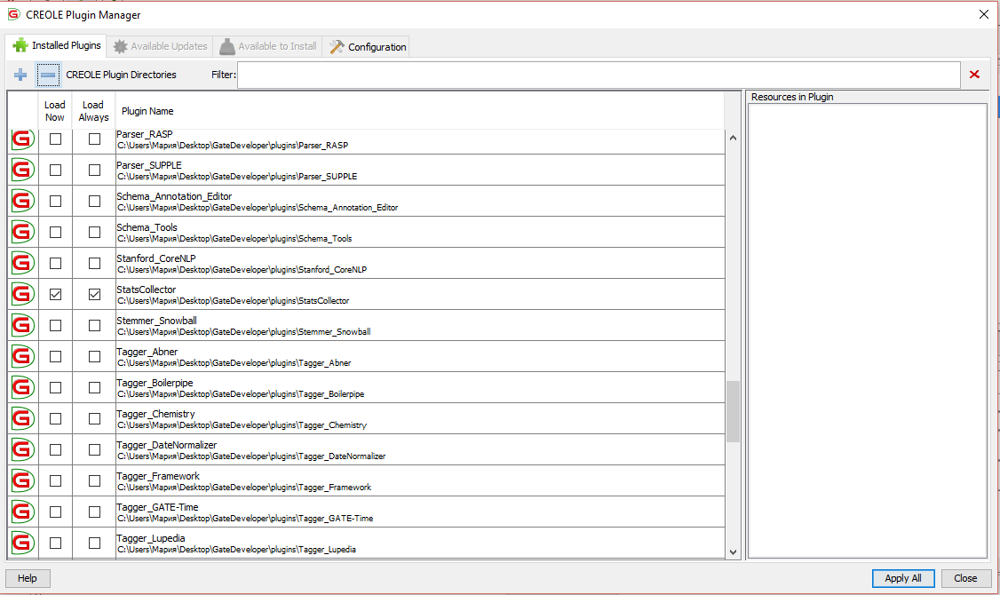 CREOLE Plugin Manager
Installed Plugins
Available Updates
Available to Install
Configuration
CREOLE Plugin Directories
Filter:
Load Now
Load Always
Plugin Name
Resources in Plugin
Parser_RASP
C:\Users\Мария\Desktop\GateDeveloper\plugins\Parser_RASP
Parser_SUPPLE
C:\Users\Мария\Desktop\GateDeveloper\plugins\Parser_SUPPLE
Schema_Annotation_Editor
C:\Users\Мария\Desktop\GateDeveloper\plugins\Schema_Annotation_Editor
Schema_Tools
C:\Users\Мария\Desktop\GateDeveloper\plugins\Schema_Tools
Stanford_CoreNLP
C:\Users\Мария\Desktop\GateDeveloper\plugins\Stanford_CoreNLP
StatsCollector
C:\Users\Мария\Desktop\GateDeveloper\plugins\StatsCollector
Stemmer_Snowball
C:\Users\Мария\Desktop\GateDeveloper\plugins\Stemmer_Snowball
Tagger_Abner
C:\Users\Мария\Desktop\GateDeveloper\plugins\Tagger_Abner
Tagger_Boilerpipe
C:\Users\Мария\Desktop\GateDeveloper\plugins\Tagger_Boilerpipe
Tagger_Chemistry
C:\Users\Мария\Desktop\GateDeveloper\plugins\Tagger_Chemistry
Tagger_DateNormalizer
C:\Users\Мария\Desktop\GateDeveloper\plugins\Tagger_DateNormalizer
Tagger_Framework
C:\Users\Мария\Desktop\GateDeveloper\plugins\Tagger_Framework
Tagger_GATE-Time
C:\Users\Мария\Desktop\GateDeveloper\plugins\Tagger_GATE-Time
Tagger_Lupedia
C:\Users\Мария\Desktop\GateDeveloper\plugins\Tagger_Lupedia
Help
Apply All
Close